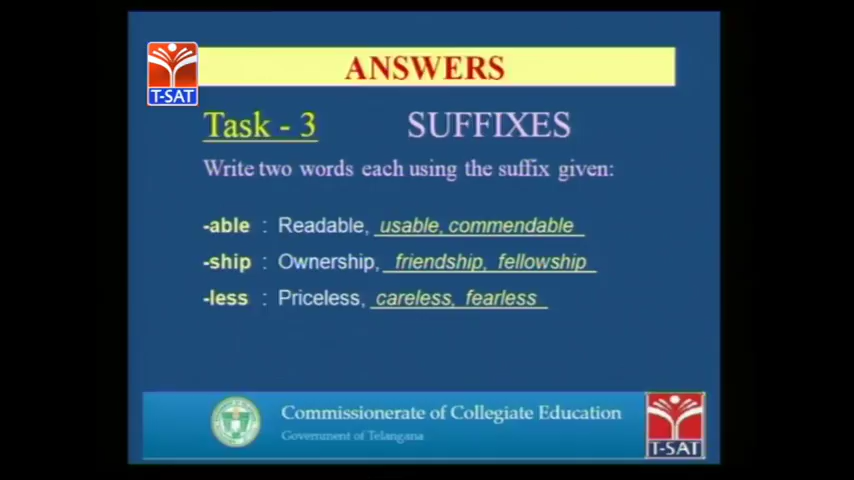 T-SAT
ANSWERS
Task - 3 SUFFIXES
Write two words each using the suffix given:
-able : Readable, usable, commendable
-ship : Ownership, friendship, fellowship
-less : Priceless, careless, fearless
Commissionerate of Collegiate Education
Government of Telangana
T-SAT